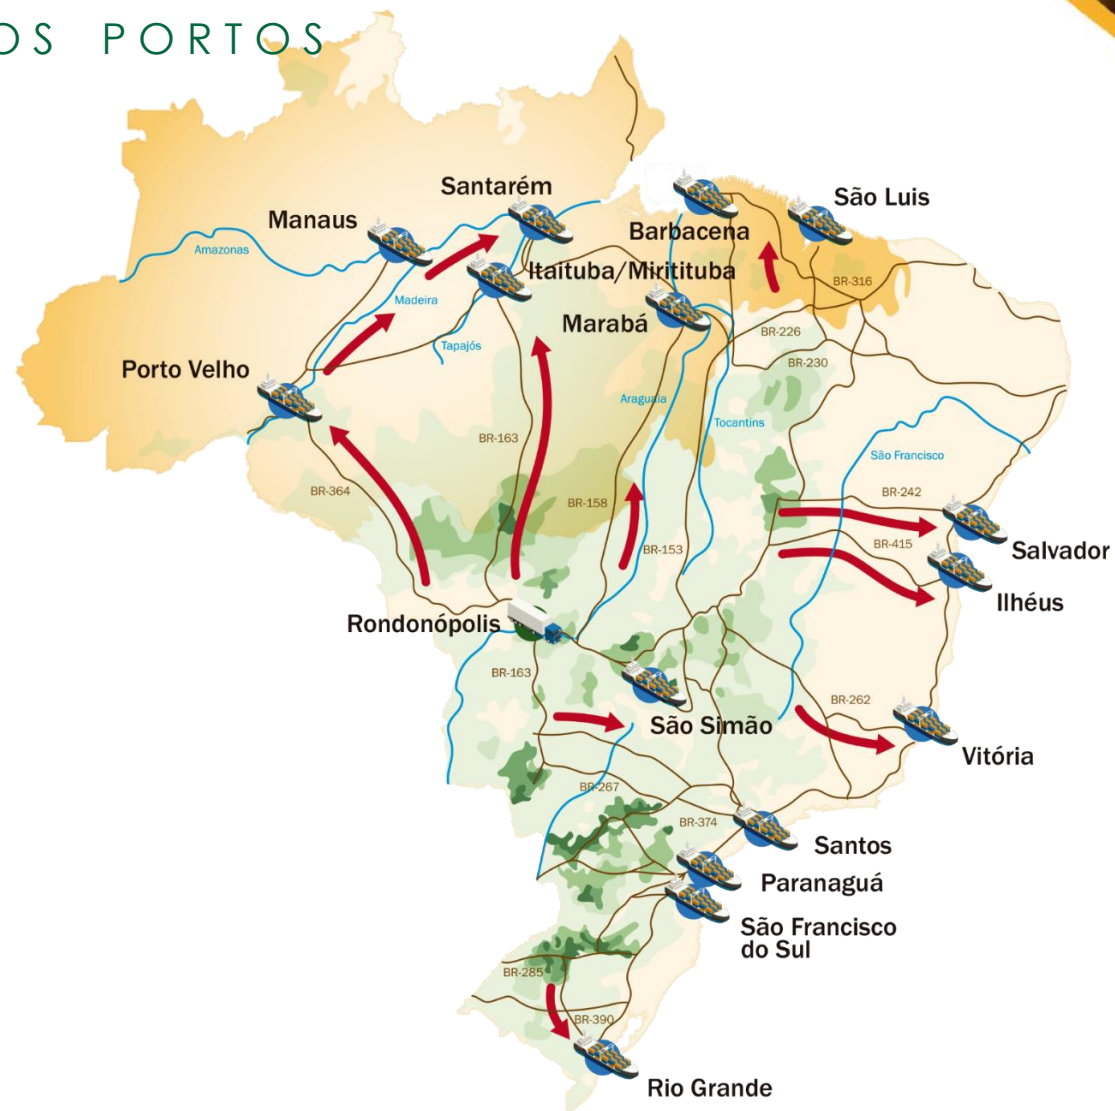 OS PORTOS
Santarém
Manaus
São Luis
Barbacena
Amazonas
Itaituba/Miritituba
BR-316
Madeira
Marabá
BR-226
Tapajós
BR-230
Porto Velho
Araguaia
Tocantins
BR-163
São Francisco
BR-364
BR-158
BR-242
BR-153
BR-415
Salvador
Ilhéus
Rondonópolis
BR-163
BR-262
São Simão
Vitória
BR-267
BR-374
Santos
Paranaguá
São Francisco
do Sul
BR-285
BR-390
Rio Grande